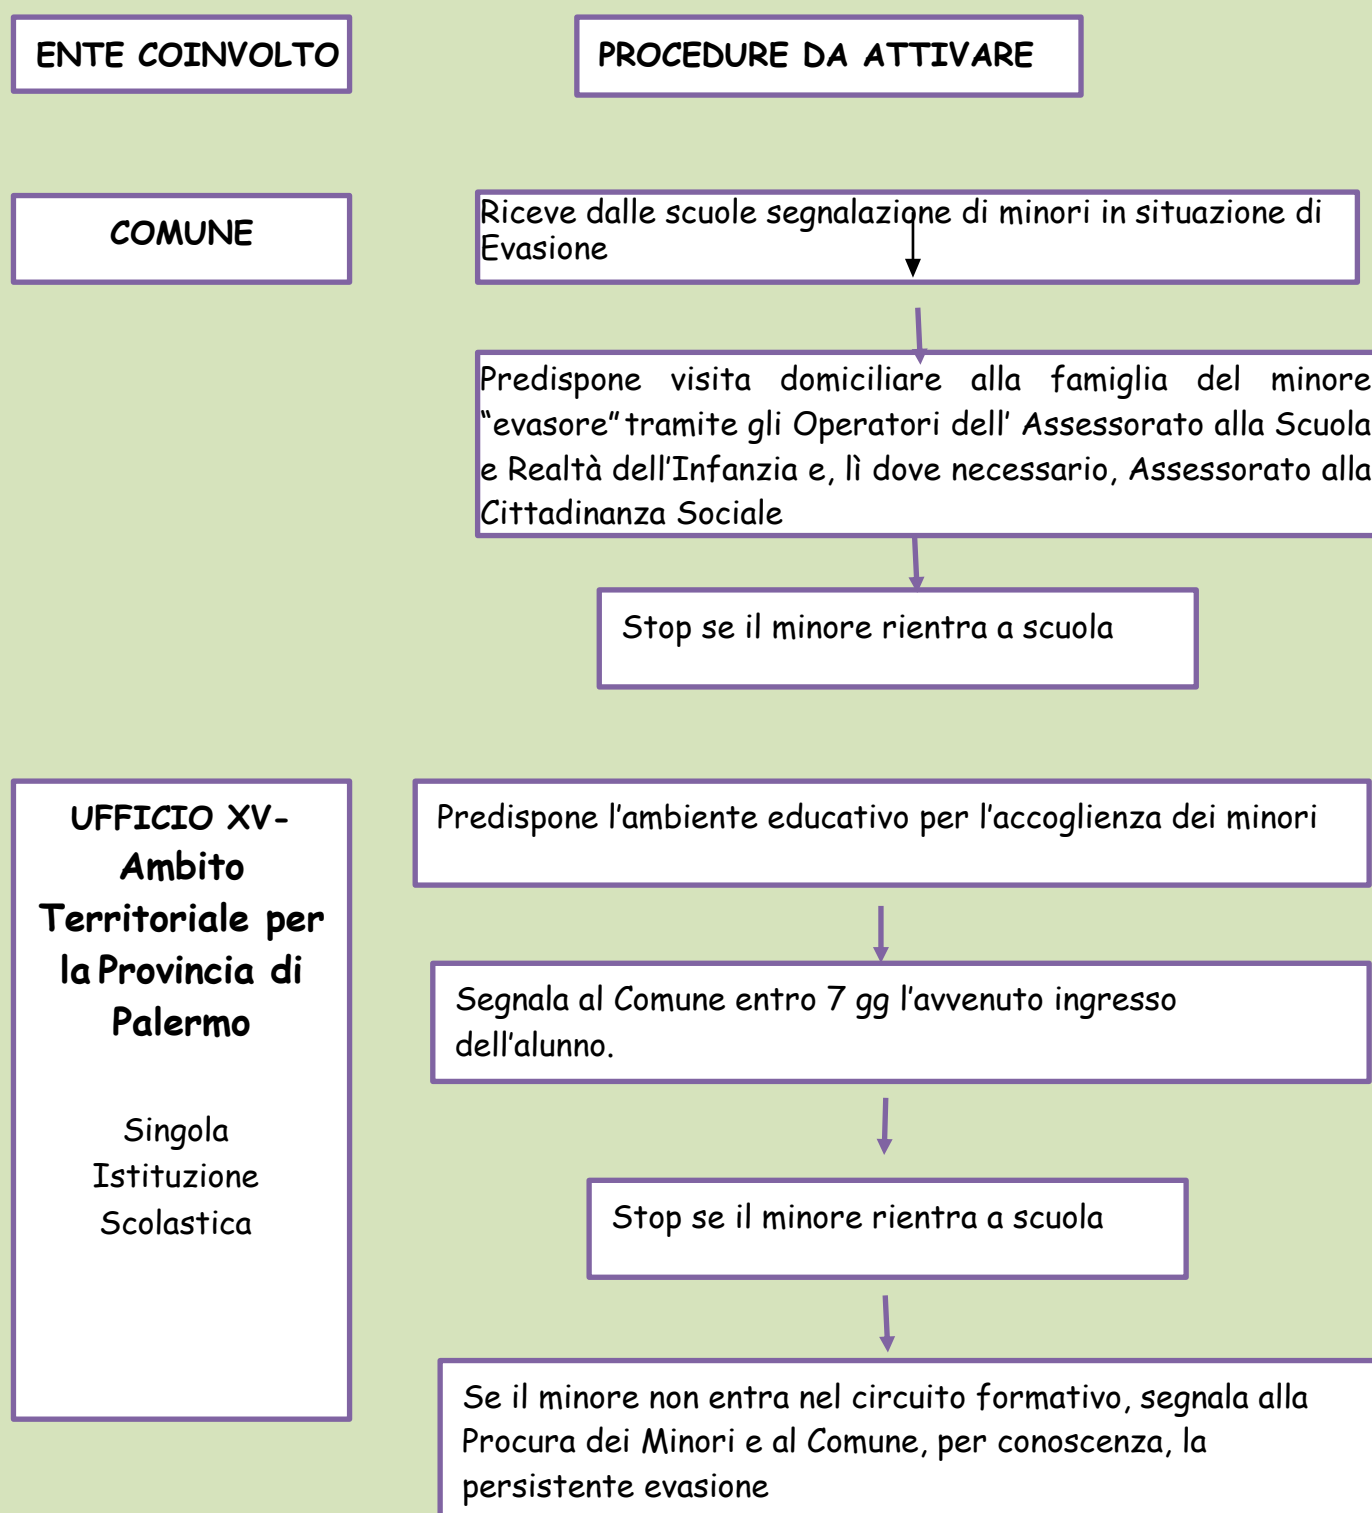 ENTE COINVOLTO
PROCEDURE DA ATTIVARE
COMUNE
Riceve dalle scuole segnalazione di minori in situazione di
Evasione
Predispone visita domiciliare alla famiglia del minore
“evasore” tramite gli Operatori dell’ Assessorato alla Scuola
e Realtà dell’Infanzia e, lì dove necessario, Assessorato alla
Cittadinanza Sociale
Stop se il minore rientra a scuola
UFFICIO XV-
Ambito
Territoriale per
la Provincia di
Palermo
Singola
Istituzione
Scolastica
Predispone l’ambiente educativo per l’accoglienza dei minori
Segnala al Comune entro 7 gg l’avvenuto ingresso
dell’alunno.
Stop se il minore rientra a scuola
Se il minore non entra nel circuito formativo, segnala alla
Procura dei Minori e al Comune, per conoscenza, la
persistente evasione